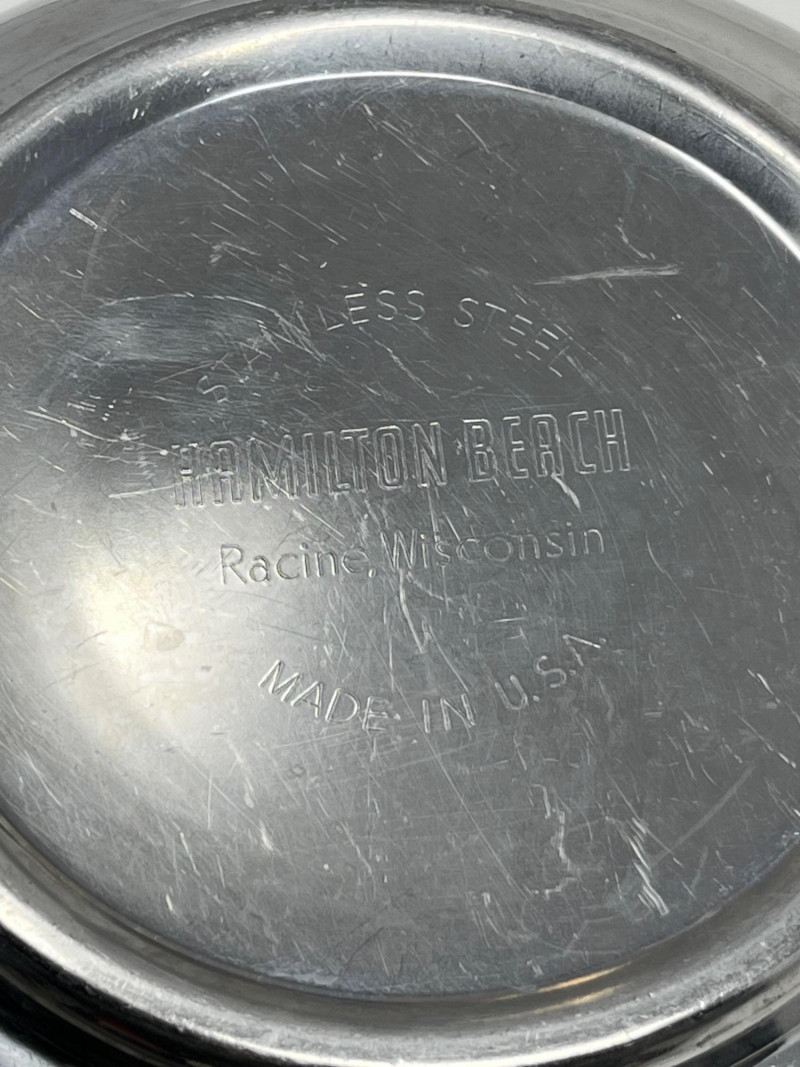 STAINLESS STEEL
HAMILTON BEACH
Racine, Wisconsin
MADE IN U.S.A.